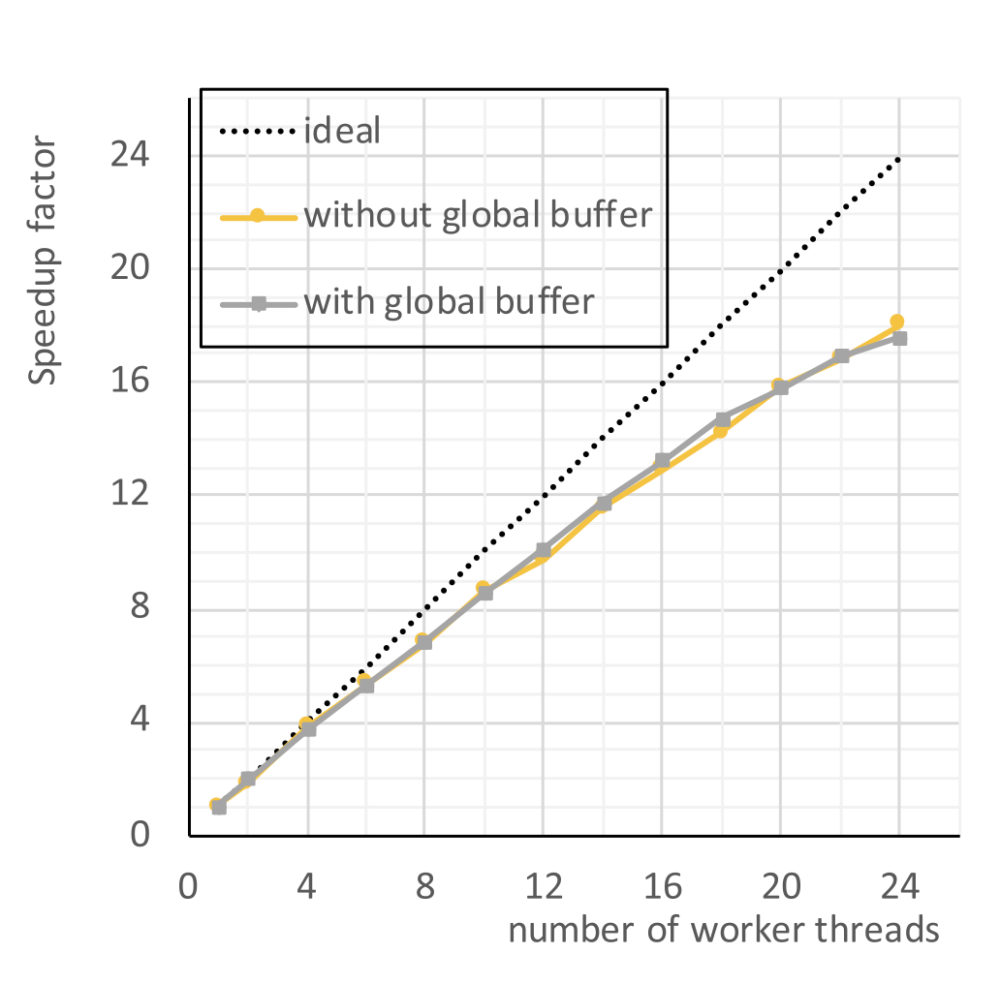 ideal
without global buffer
with global buffer
Speedup factor
24
20
16
12
8
4
0
0 4 8 12 16 20 24
number of worker threads